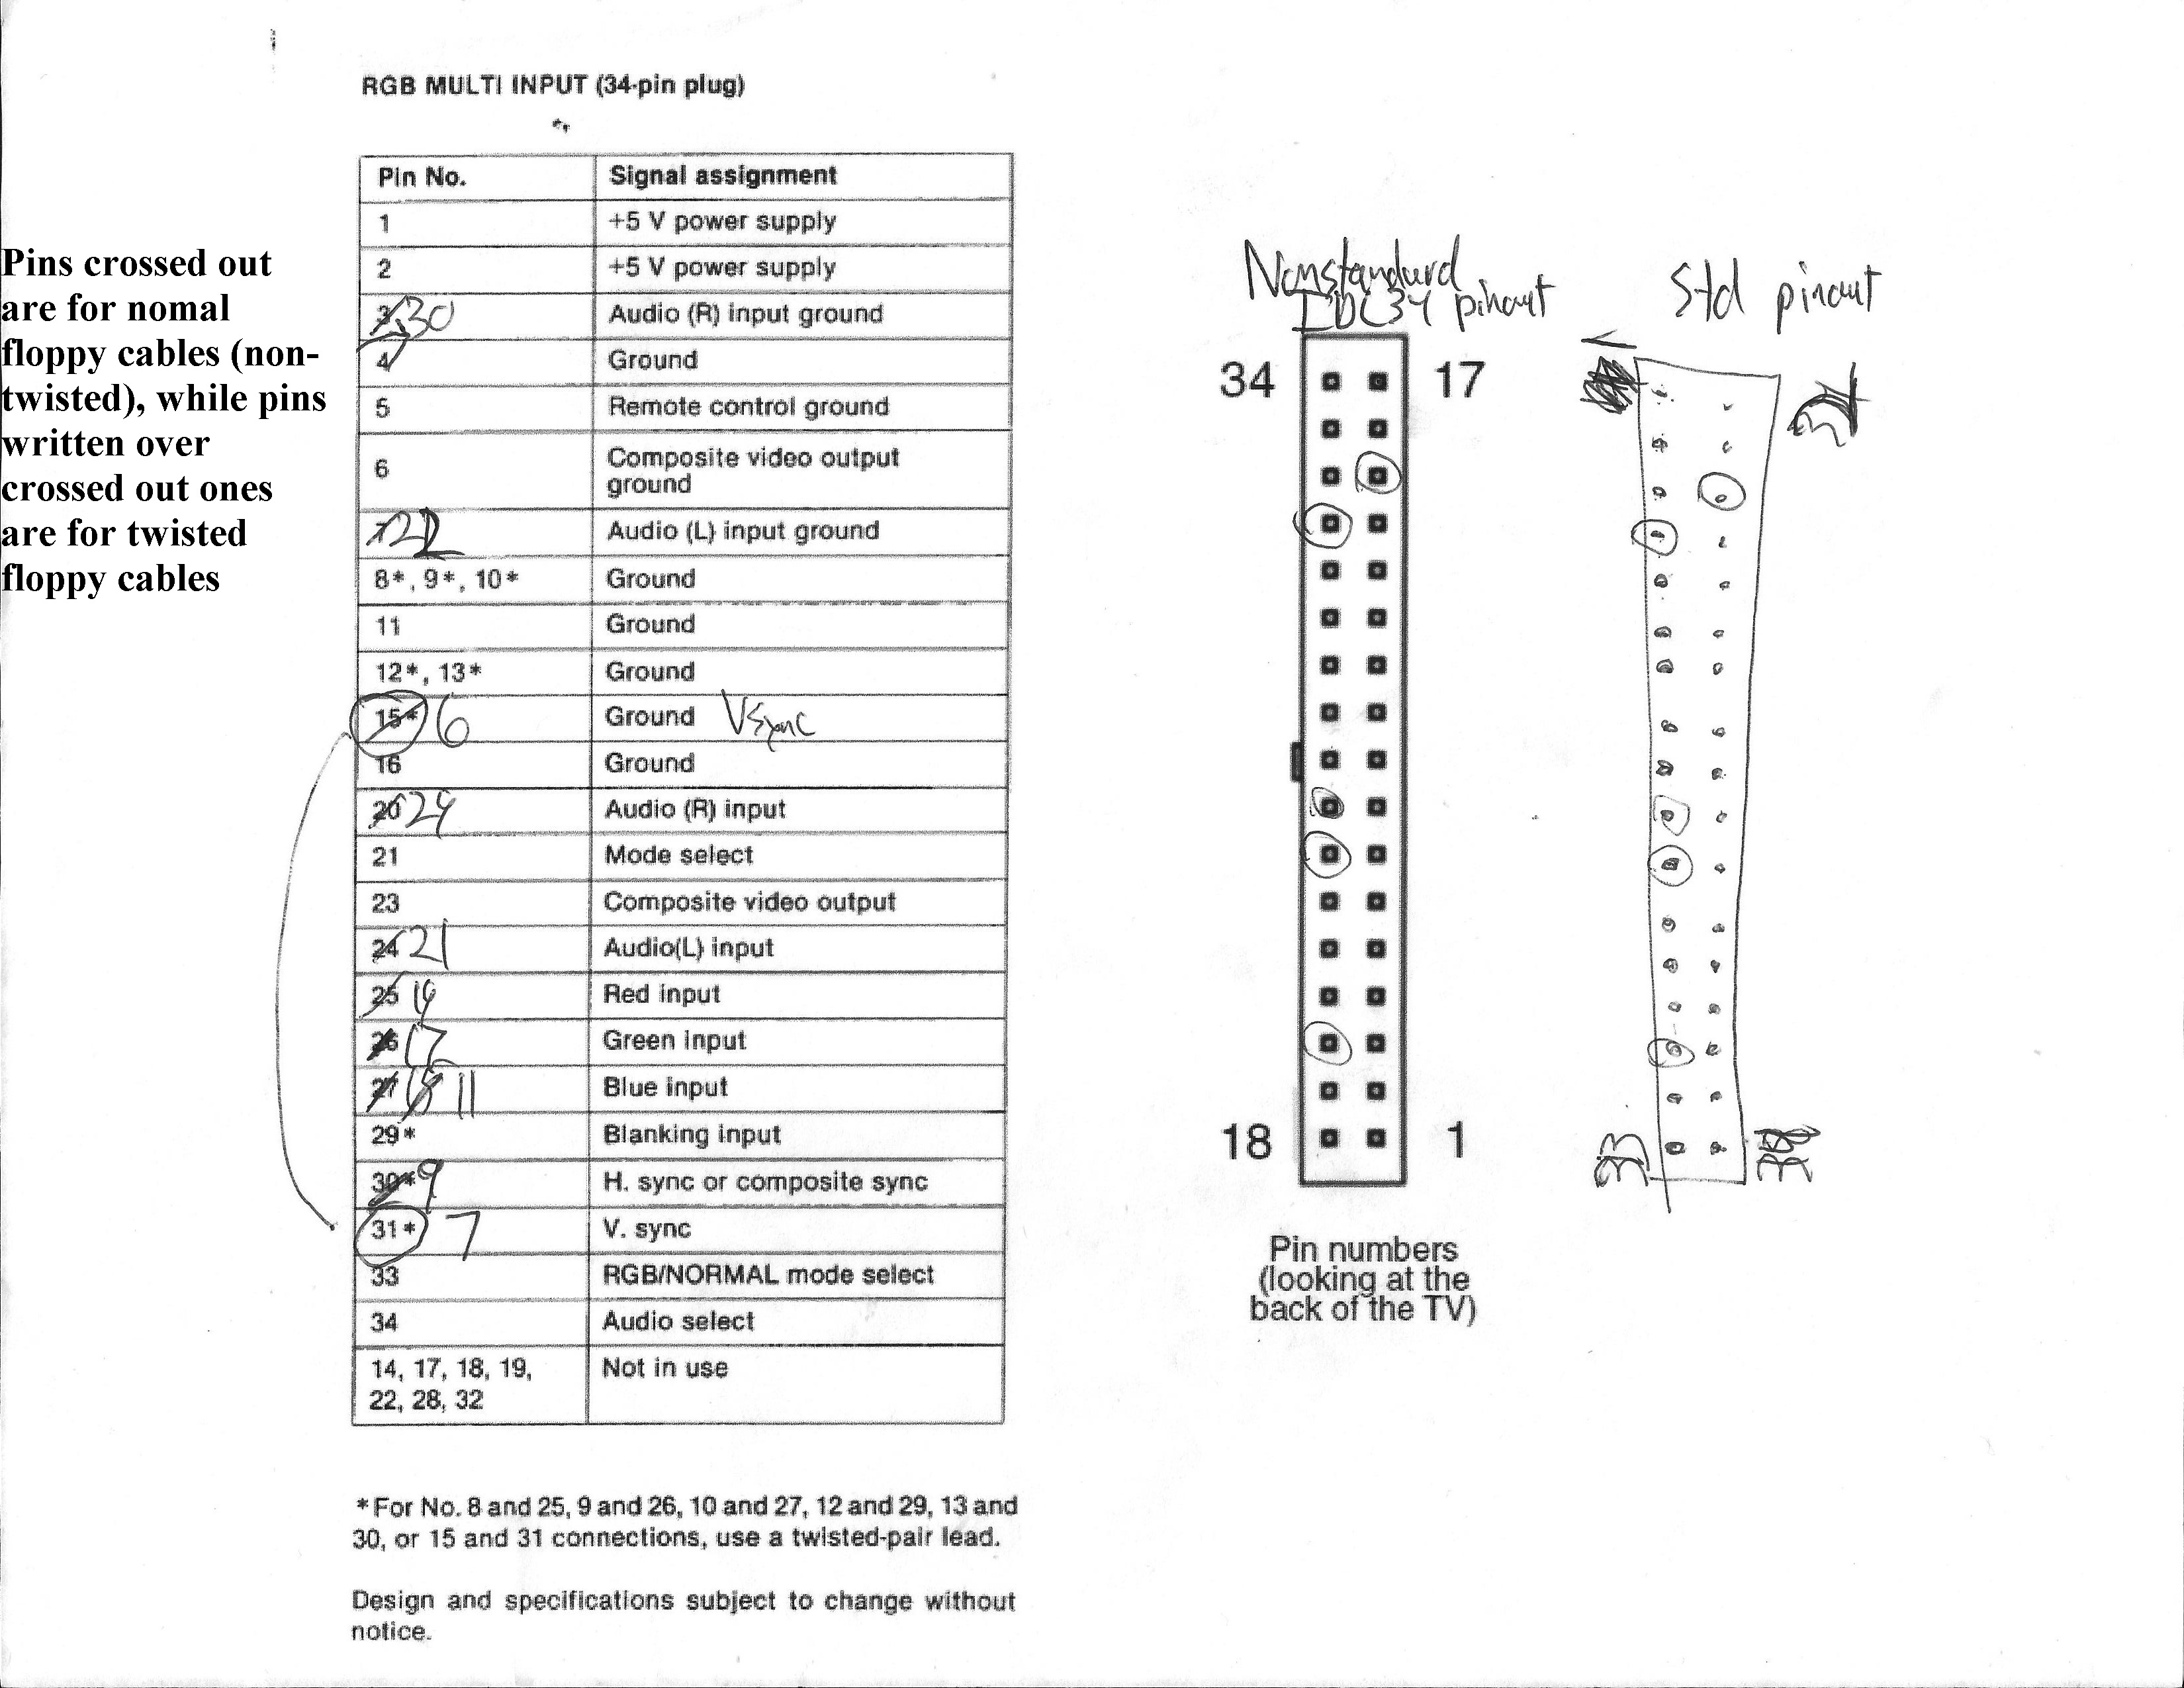 RGB MULTI INPUT (34-pin plug)
Pin No. Signal assignment
1 +5 V power supply
2 +5 V power supply
3 30 Audio (R) input ground
4 Ground
5 Remote control ground
6 Composite video output
ground
7 22 Audio (L) input ground
8*, 9*, 10* Ground
11 Ground
12*, 13* Ground
15* 6 Ground Vsync
16 Ground
20 24 Audio (R) input
21 Mode select
23 Composite video output
24 21 Audio(L) input
25 Red input
26 17 Green input
27 11 Blue input
29* Blanking input
30* 9 H. sync or composite sync
31* 7 V. sync
33 RGB/NORMAL mode select
34 Audio select
14, 17, 18, 19, Not in use
22, 28, 32
*For No. 8 and 25, 9 and 26, 10 and 27, 12 and 29, 13 and
30, or 15 and 31 connections, use a twisted-pair lead.
Design and specifications subject to change without
notice.
Pins crossed out
are for nomal
floppy cables (non-
twisted), while pins
written over
crossed out ones
are for twisted
floppy cables
Nonstandard
IDC34 pinout
34 17
18 1
Pin numbers
(looking at the
back of the TV)
Std pinout
33